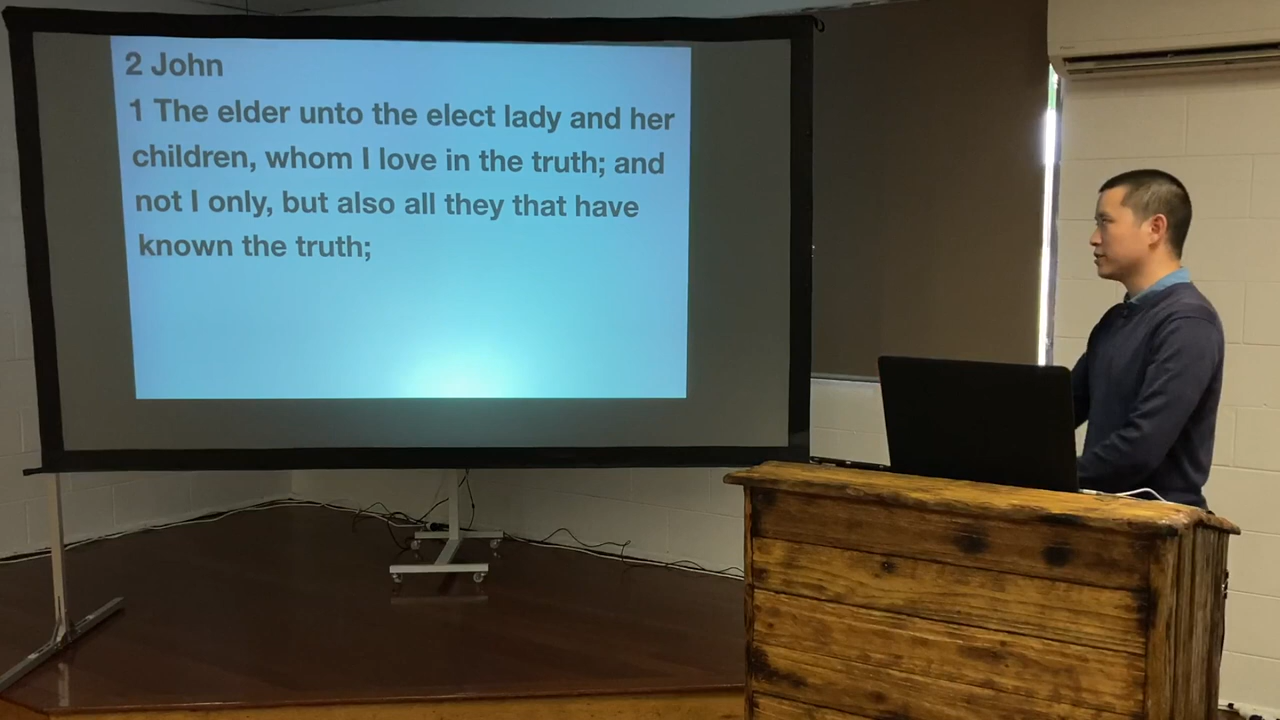 2 John
1 The elder unto the elect lady and her
children, whom I love in the truth; and
not I only, but also all they that have
known the truth;